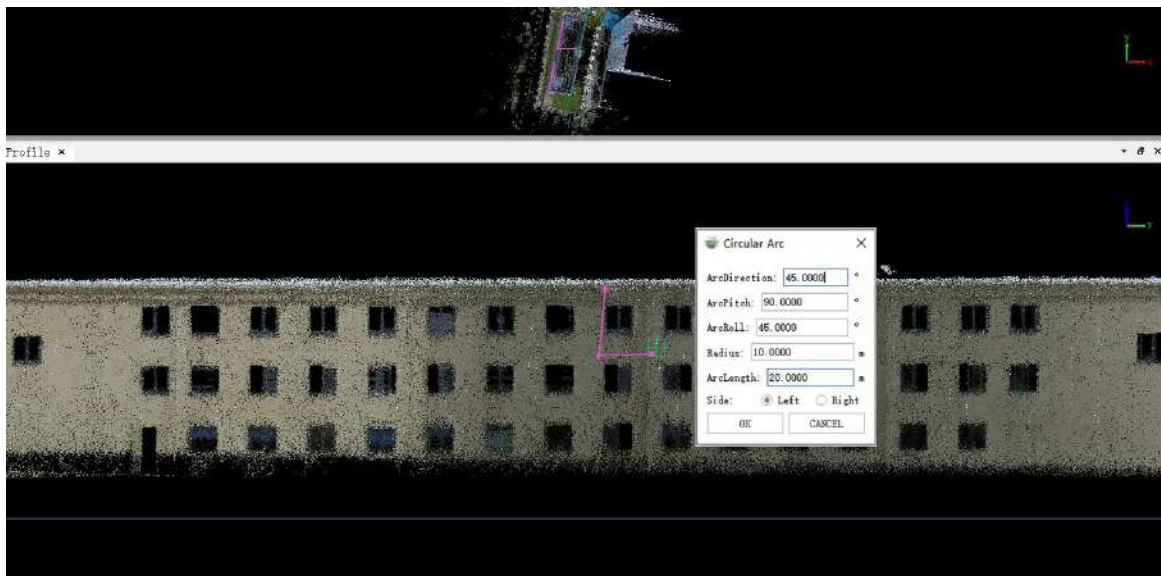 Y
X
Profile ×
Y
Circular Arc
ArcDirection: 45.0000 °
ArcPitch: 90.0000 °
ArcRoll: 45.0000 °
Radius: 10.0000 m
ArcLength: 20.0000 m
Side: Left Right
OK CANCEL